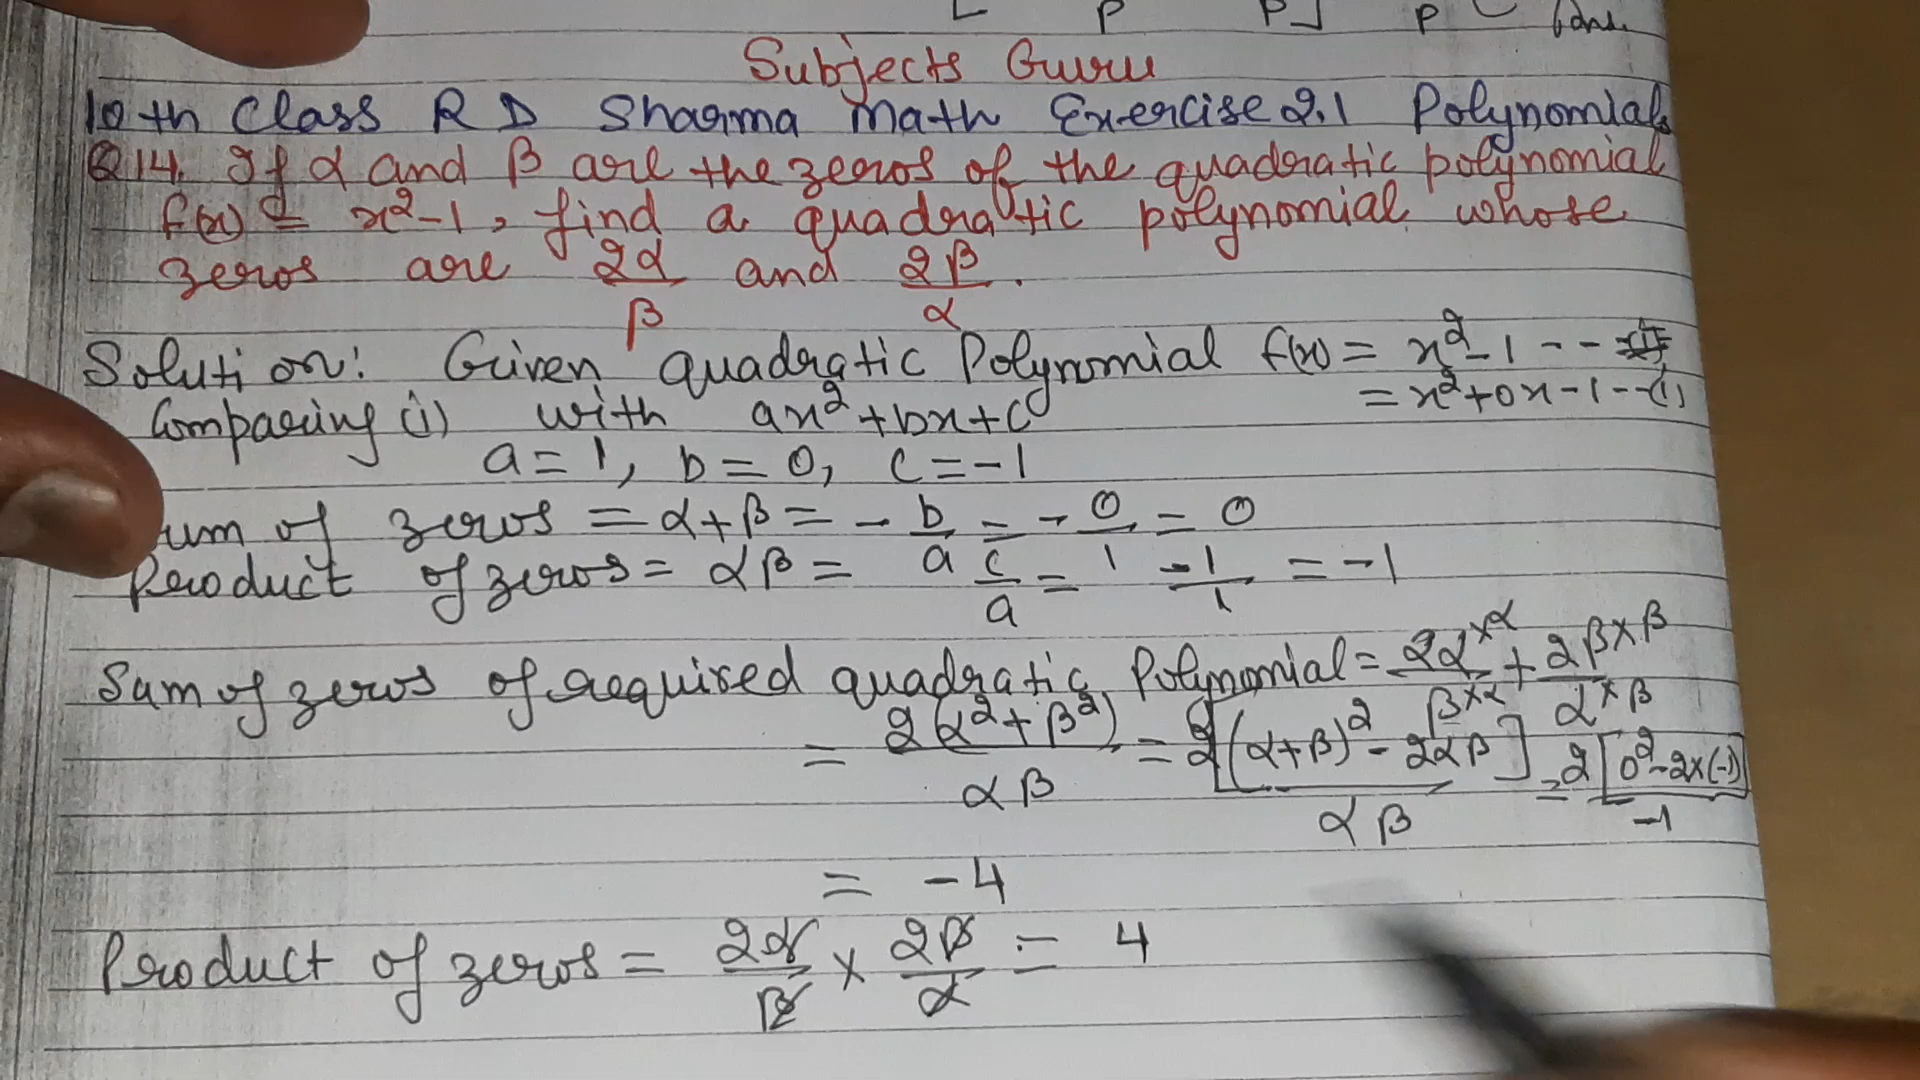 Subjects Guru
10th Class R D Sharma Math Exercise 2.1 Polynomials
Q14. If α and β are the zeros of the quadratic polynomial
f(x) = x²-1, find a quadratic polynomial whose
zeros are 2α/β and 2β/α.
Solution: Given quadratic Polynomial f(x) = x²-1 --
= x²+0x-1--(1)
Comparing (1) with ax²+bx+c
a=1, b=0, c=-1
um of zeros = α+β = -b/a = -0/1 = 0
Product of zeros = αβ = c/a = -1/1 = -1
Sum of zeros of required quadratic Polynomial = 2α×α/β×α + 2β×β/α×β
= 2(α²+β²)/αβ = 2[(α+β)²-2αβ]/αβ = 2[0²-2×(-1)]/-1
= -4
Product of zeros = 2α/β × 2β/α = 4